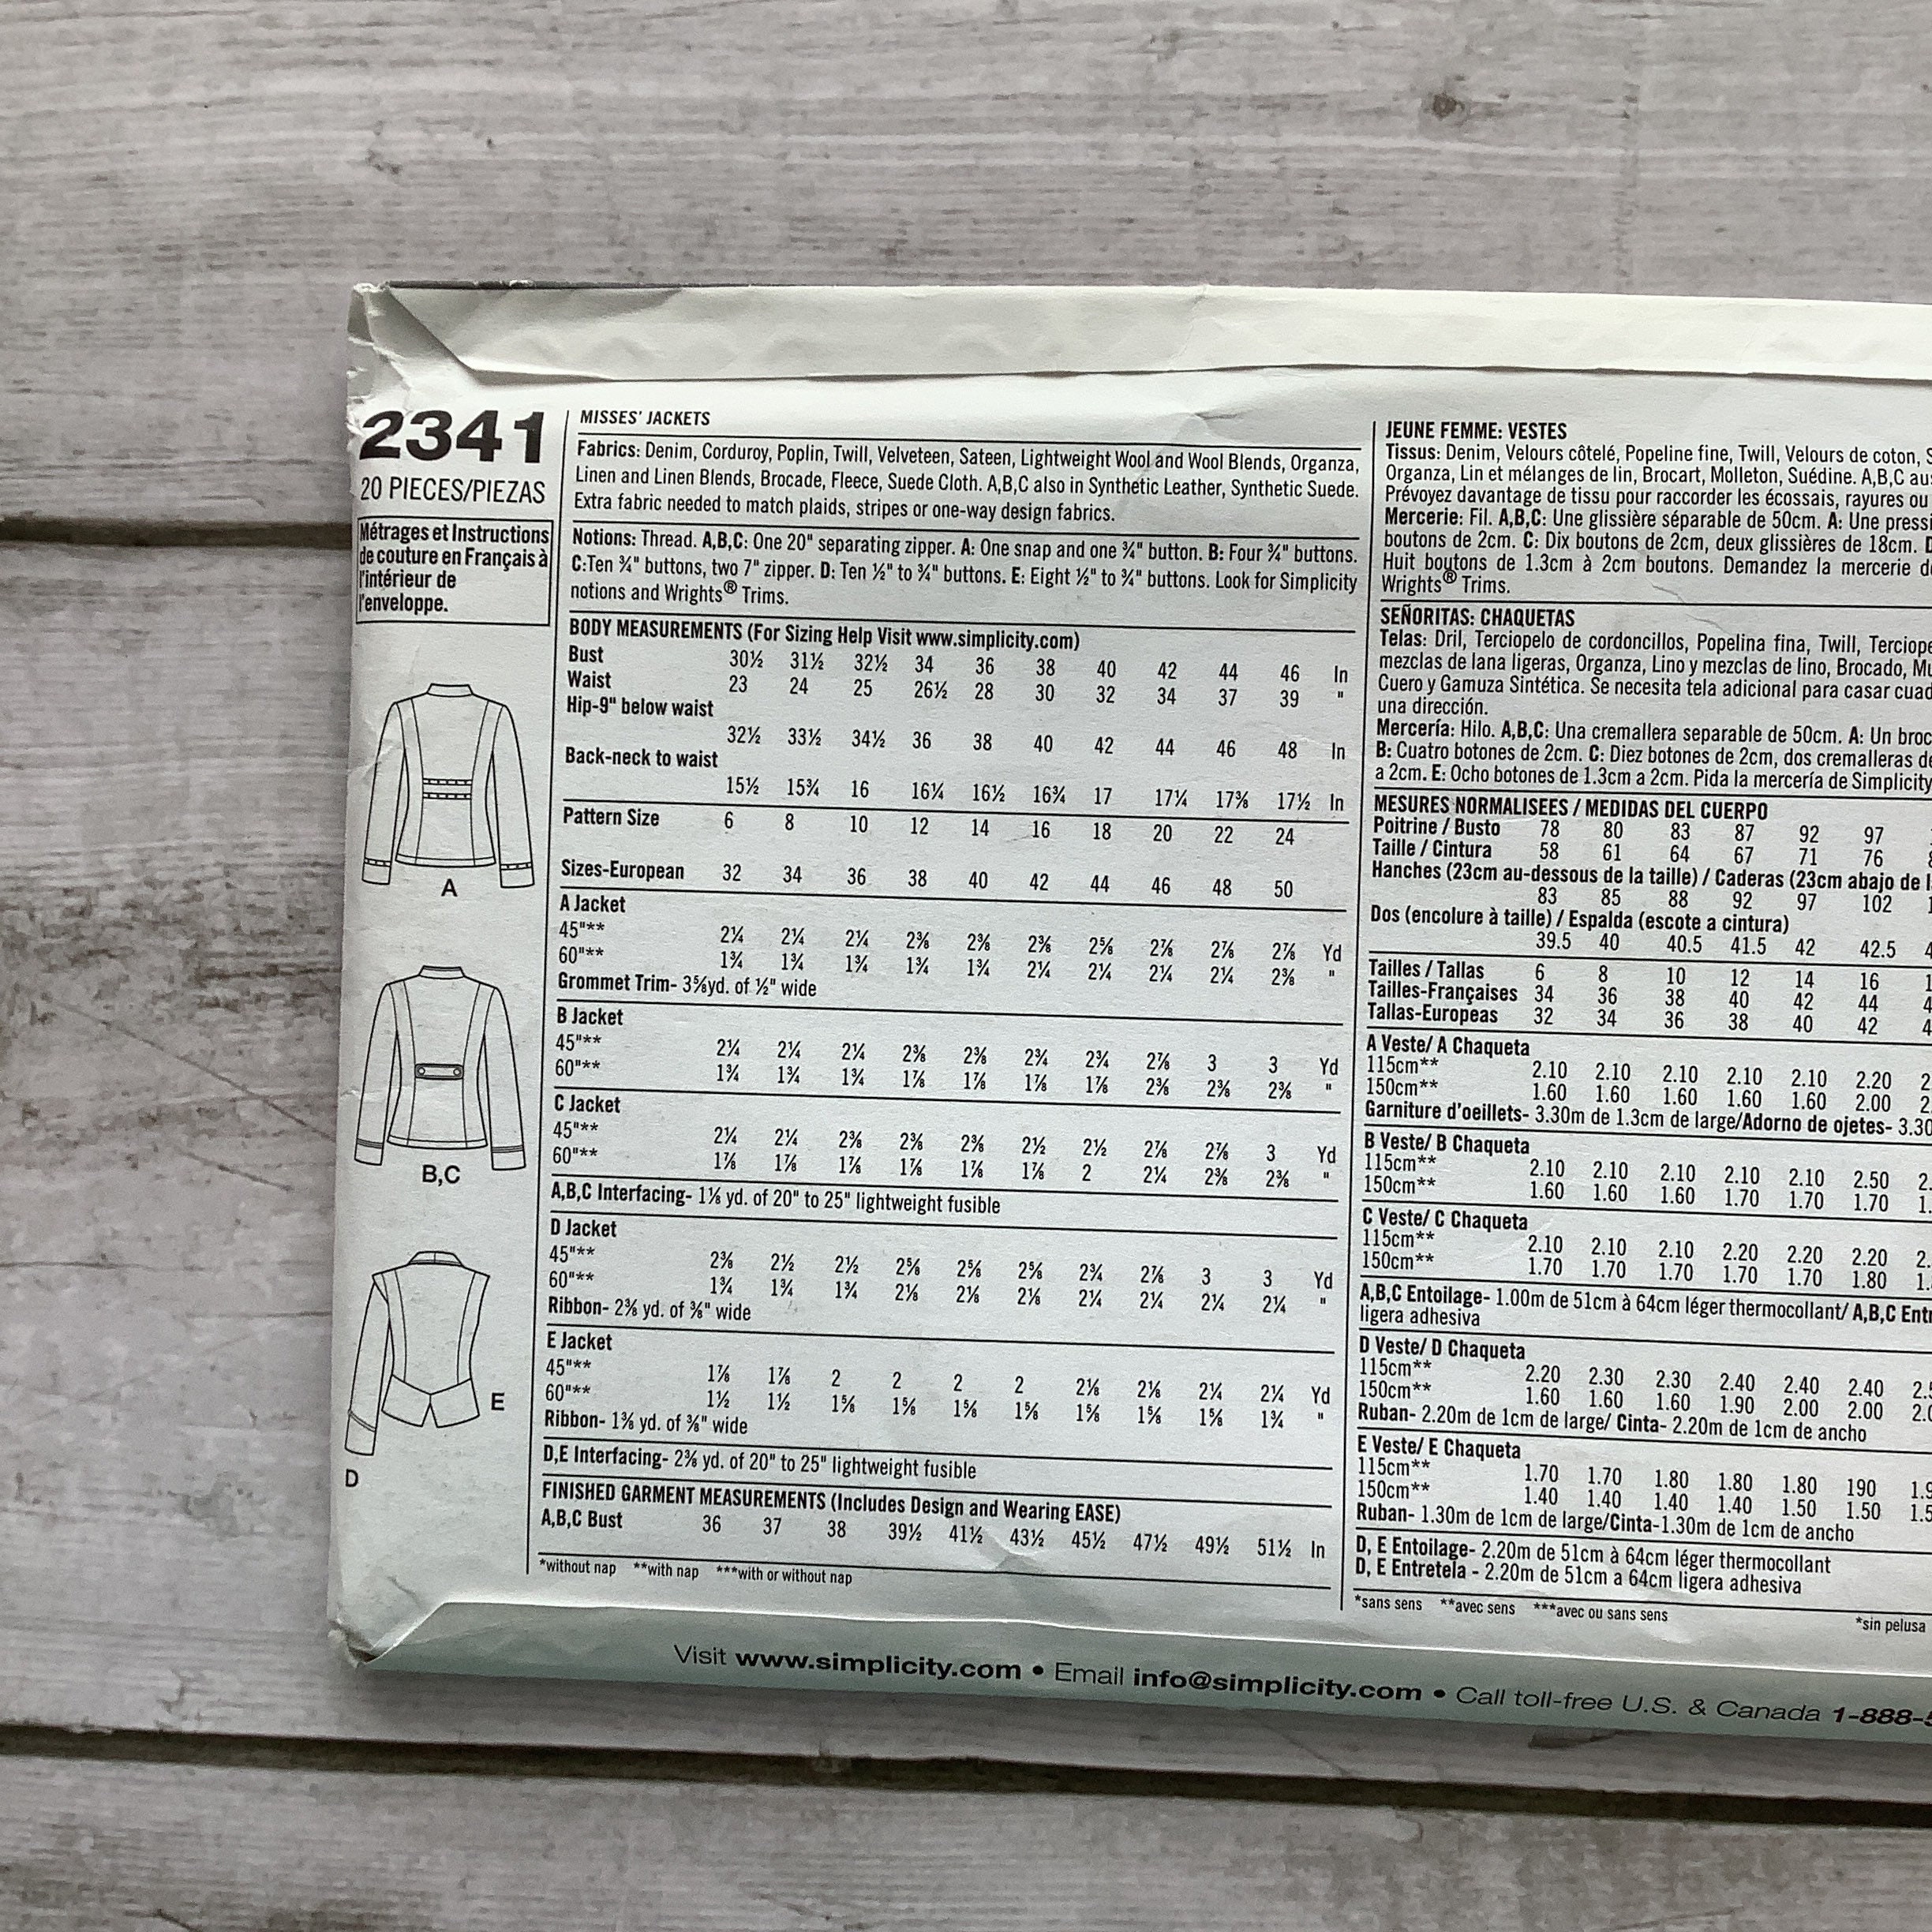 2341
20 PIECES/PIEZAS
Métrages et Instructions
de couture en Français à
l'intérieur de
l'enveloppe.
A
B,C
E
D
MISSES' JACKETS
Fabrics: Denim, Corduroy, Poplin, Twill, Velveteen, Sateen, Lightweight Wool and Wool Blends, Organza,
Linen and Linen Blends, Brocade, Fleece, Suede Cloth. A,B,C also in Synthetic Leather, Synthetic Suede.
Extra fabric needed to match plaids, stripes or one-way design fabrics.
Notions: Thread. A,B,C: One 20" separating zipper. A: One snap and one ¾" button. B: Four ¾" buttons.
C:Ten ¾" buttons, two 7" zipper. D: Ten ½" to ¾" buttons. E: Eight ½" to ¾" buttons. Look for Simplicity
notions and Wrights® Trims.
BODY MEASUREMENTS (For Sizing Help Visit www.simplicity.com)
Bust 30½ 31½ 32½ 34 36 38 40 42 44 46 In
Waist 23 24 25 26½ 28 30 32 34 37 39 "
Hip-9" below waist
32½ 33½ 34½ 36 38 40 42 44 46 48 In
Back-neck to waist
15½ 15¾ 16 16¼ 16½ 16¾ 17 17¼ 17⅜ 17½ In
Pattern Size 6 8 10 12 14 16 18 20 22 24
Sizes-European 32 34 36 38 40 42 44 46 48 50
A Jacket
45"** 2¼ 2¼ 2¼ 2⅜ 2⅜ 2⅜ 2⅝ 2⅞ 2⅞ 2⅞ Yd
60"** 1¾ 1¾ 1¾ 1¾ 1¾ 2¼ 2¼ 2¼ 2¼ 2⅜ "
Grommet Trim- 3⅝yd. of ½" wide
B Jacket
45"** 2¼ 2¼ 2¼ 2⅜ 2⅜ 2¾ 2¾ 2⅞ 3 3 Yd
60"** 1¾ 1¾ 1¾ 1⅞ 1⅞ 1⅞ 1⅞ 2⅜ 2⅜ 2⅜ "
C Jacket
45"** 2¼ 2¼ 2⅜ 2⅜ 2⅜ 2½ 2½ 2⅞ 2⅞ 3 Yd
60"** 1⅞ 1⅞ 1⅞ 1⅞ 1⅞ 1⅞ 2 2¼ 2⅜ 2⅜ "
A,B,C Interfacing- 1⅛ yd. of 20" to 25" lightweight fusible
D Jacket
45"** 2⅜ 2½ 2½ 2⅝ 2⅝ 2⅝ 2¾ 2⅞ 3 3 Yd
60"** 1¾ 1¾ 1¾ 2⅛ 2⅛ 2⅛ 2¼ 2¼ 2¼ 2¼ "
Ribbon- 2⅜ yd. of ⅜" wide
E Jacket
45"** 1⅞ 1⅞ 2 2 2 2 2⅛ 2⅛ 2¼ 2¼ Yd
60"** 1½ 1½ 1⅝ 1⅝ 1⅝ 1⅝ 1⅝ 1⅝ 1⅝ 1¾ "
Ribbon- 1⅜ yd. of ⅜" wide
D,E Interfacing- 2⅜ yd. of 20" to 25" lightweight fusible
FINISHED GARMENT MEASUREMENTS (Includes Design and Wearing EASE)
A,B,C Bust 36 37 38 39½ 41½ 43½ 45½ 47½ 49½ 51½ In
*without nap **with nap ***with or without nap
JEUNE FEMME: VESTES
Tissus: Denim, Velours côtelé, Popeline fine, Twill, Velours de coton,
Organza, Lin et mélanges de lin, Brocart, Molleton, Suédine. A,B,C
Prévoyez davantage de tissu pour raccorder les écossais, rayures ou
Mercerie: Fil. A,B,C: Une glissière séparable de 50cm. A: Une
boutons de 2cm. C: Dix boutons de 2cm, deux glissières de 18cm.
Huit boutons de 1.3cm à 2cm boutons. Demandez la mercerie
Wrights® Trims.
SEÑORITAS: CHAQUETAS
Telas: Dril, Terciopelo de cordoncillos, Popelina fina, Twill,
mezclas de lana ligeras, Organza, Lino y mezclas de lino, Brocado,
Cuero y Gamuza Sintética. Se necesita tela adicional para casar
una dirección.
Mercería: Hilo. A,B,C: Una cremallera separable de 50cm. A: Un
B: Cuatro botones de 2cm. C: Diez botones de 2cm, dos cremalleras
a 2cm. E: Ocho botones de 1.3cm a 2cm. Pida la mercería de Simplicity
MESURES NORMALISEES / MEDIDAS DEL CUERPO
Poitrine / Busto 78 80 83 87 92 97
Taille / Cintura 58 61 64 67 71 76
Hanches (23cm au-dessous de la taille) / Caderas (23cm abajo de
83 85 88 92 97 102
Dos (encolure à taille) / Espalda (escote a cintura)
39.5 40 40.5 41.5 42 42.5
Tailles / Tallas 6 8 10 12 14 16
Tailles-Françaises 34 36 38 40 42 44
Tallas-Europeas 32 34 36 38 40 42
A Veste/ A Chaqueta
115cm** 2.10 2.10 2.10 2.10 2.10 2.20
150cm** 1.60 1.60 1.60 1.60 1.60 2.00
Garniture d'oeillets- 3.30m de 1.3cm de large/Adorno de ojetes- 3.30
B Veste/ B Chaqueta
115cm** 2.10 2.10 2.10 2.10 2.10 2.50
150cm** 1.60 1.60 1.60 1.70 1.70 1.70
C Veste/ C Chaqueta
115cm** 2.10 2.10 2.10 2.20 2.20 2.20
150cm** 1.70 1.70 1.70 1.70 1.70 1.80
A,B,C Entoilage- 1.00m de 51cm à 64cm léger thermocollant/ A,B,C
ligera adhesiva
D Veste/ D Chaqueta
115cm** 2.20 2.30 2.30 2.40 2.40 2.40
150cm** 1.60 1.60 1.60 1.90 2.00 2.00
Ruban- 2.20m de 1cm de large/ Cinta- 2.20m de 1cm de ancho
E Veste/ E Chaqueta
115cm** 1.70 1.70 1.80 1.80 1.80 190
150cm** 1.40 1.40 1.40 1.40 1.50 1.50
Ruban- 1.30m de 1cm de large/Cinta-1.30m de 1cm de ancho
D, E Entoilage- 2.20m de 51cm à 64cm léger thermocollant
D, E Entretela - 2.20m de 51cm a 64cm ligera adhesiva
*sans sens **avec sens ***avec ou sans sens
*sin pelusa
Visit www.simplicity.com • Email info@simplicity.com • Call toll-free U.S. & Canada 1-888-